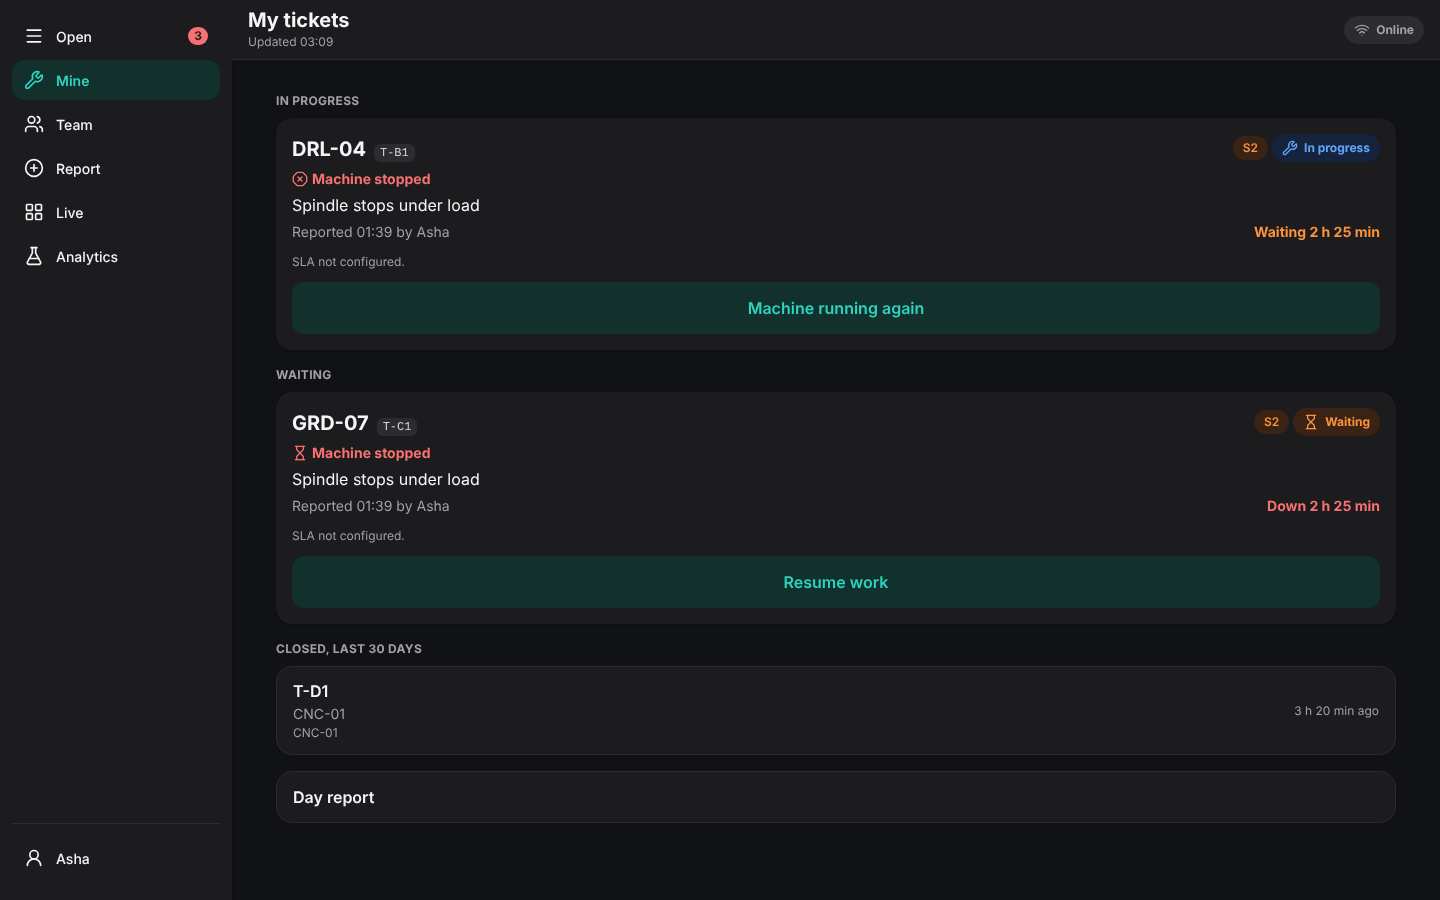 Open 3
Mine
Team
Report
Live
Analytics
Asha
My tickets
Updated 03:09
Online
IN PROGRESS
DRL-04 T-B1
S2 In progress
Machine stopped
Spindle stops under load
Reported 01:39 by Asha
Waiting 2 h 25 min
SLA not configured.
Machine running again
WAITING
GRD-07 T-C1
S2 Waiting
Machine stopped
Spindle stops under load
Reported 01:39 by Asha
Down 2 h 25 min
SLA not configured.
Resume work
CLOSED, LAST 30 DAYS
T-D1
CNC-01
CNC-01
3 h 20 min ago
Day report